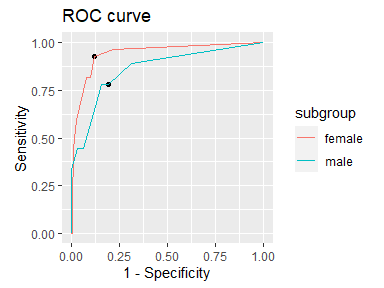 ROC curve
1.00
0.75
0.50
0.25
0.00
Sensitivity
0.00 0.25 0.50 0.75 1.00
1 - Specificity
subgroup
female
male